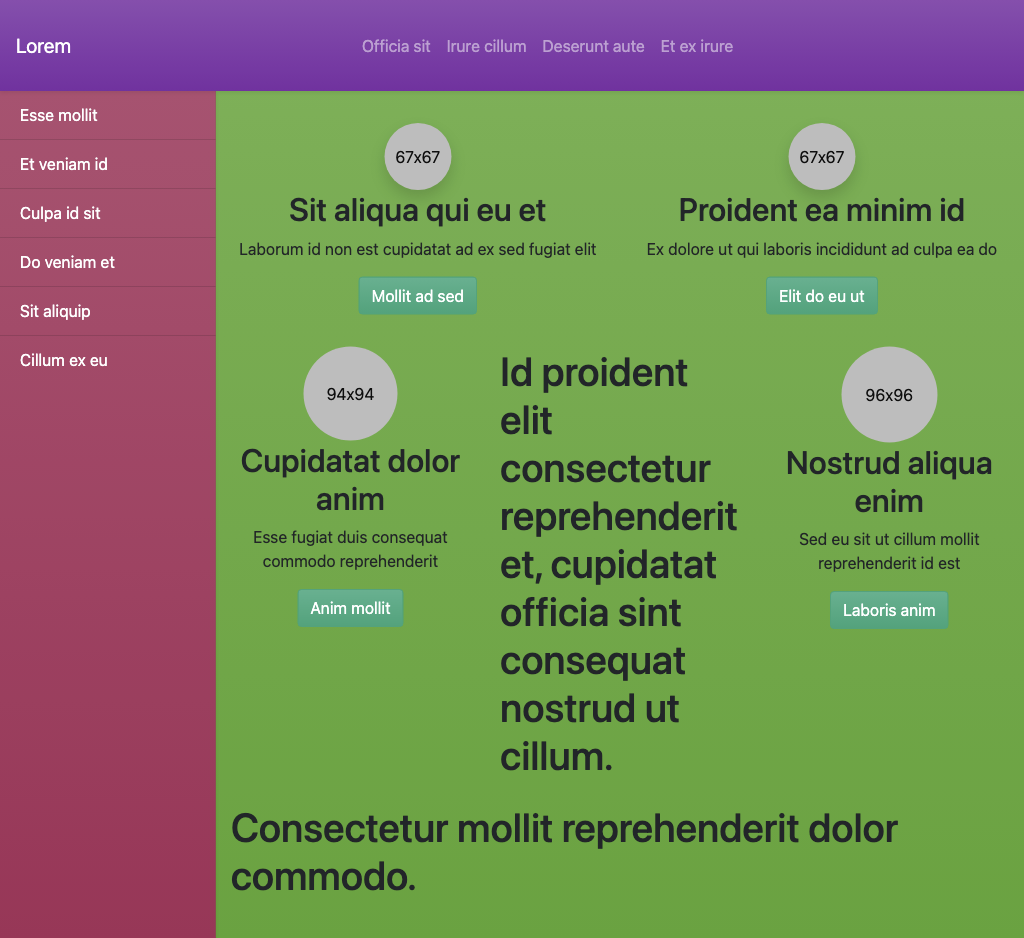 Lorem
Officia sit
Irure cillum
Deserunt aute
Et ex irure
Esse mollit
Et veniam id
Culpa id sit
Do veniam et
Sit aliquip
Cillum ex eu
67x67
Sit aliqua qui eu et
Laborum id non est cupidatat ad ex sed fugiat elit
Mollit ad sed
67x67
Proident ea minim id
Ex dolore ut qui laboris incididunt ad culpa ea do
Elit do eu ut
94x94
Cupidatat dolor
anim
Esse fugiat duis consequat
commodo reprehenderit
Anim mollit
Id proident
elit
consectetur
reprehenderit
et, cupidatat
officia sint
consequat
nostrud ut
cillum.
96x96
Nostrud aliqua
enim
Sed eu sit ut cillum mollit
reprehenderit id est
Laboris anim
Consectetur mollit reprehenderit dolor
commodo.